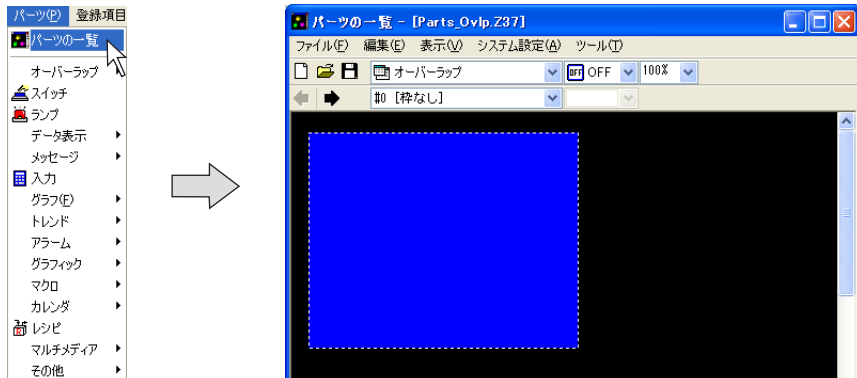 パーツ(P) 登録項目
パーツの一覧
オーバーラップ
スイッチ
ランプ
データ表示
メッセージ
入力
グラフ(E)
トレンド
アラーム
グラフィック
マクロ
カレンダ
レシピ
マルチメディア
その他
パーツの一覧 - [Parts_Ovlp.Z37]
ファイル(F) 編集(E) 表示(V) システム設定(A) ツール(T)
オーバーラップ OFF OFF 100%
#0 [枠なし]